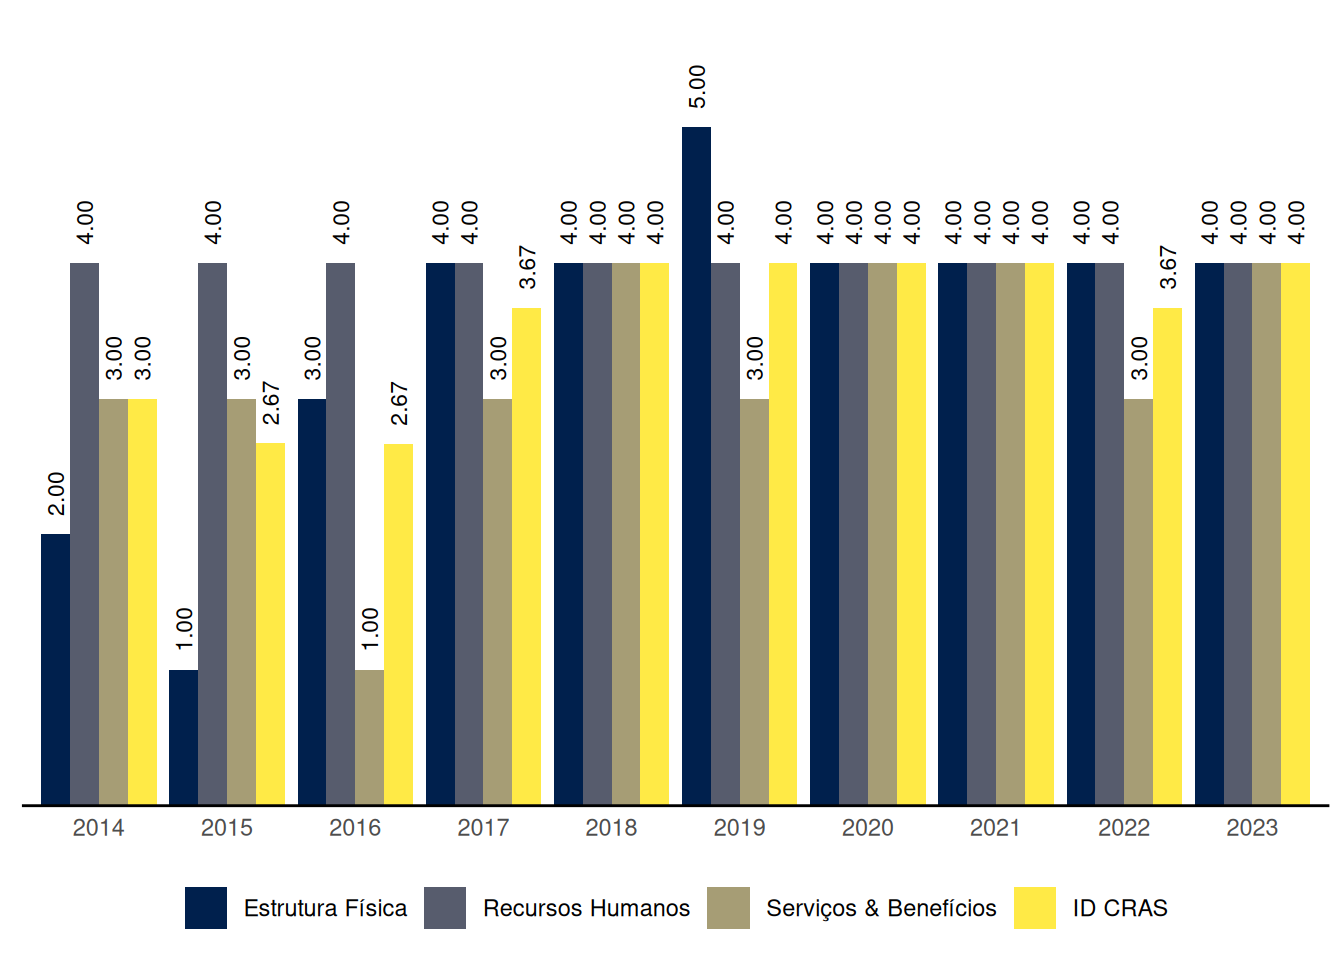 5.00
4.00 4.00 4.00 4.00 4.00 4.00 4.00 4.00 4.00 4.00 4.00 4.00 4.00 4.00 4.00 4.00 4.00 4.00 4.00 4.00 4.00 4.00 4.00 4.00 4.00
3.67 3.67
3.00 3.00 3.00 3.00 3.00 3.00 3.00
2.67 2.67
2.00
1.00 1.00
2014 2015 2016 2017 2018 2019 2020 2021 2022 2023
Estrutura Física Recursos Humanos Serviços & Benefícios ID CRAS